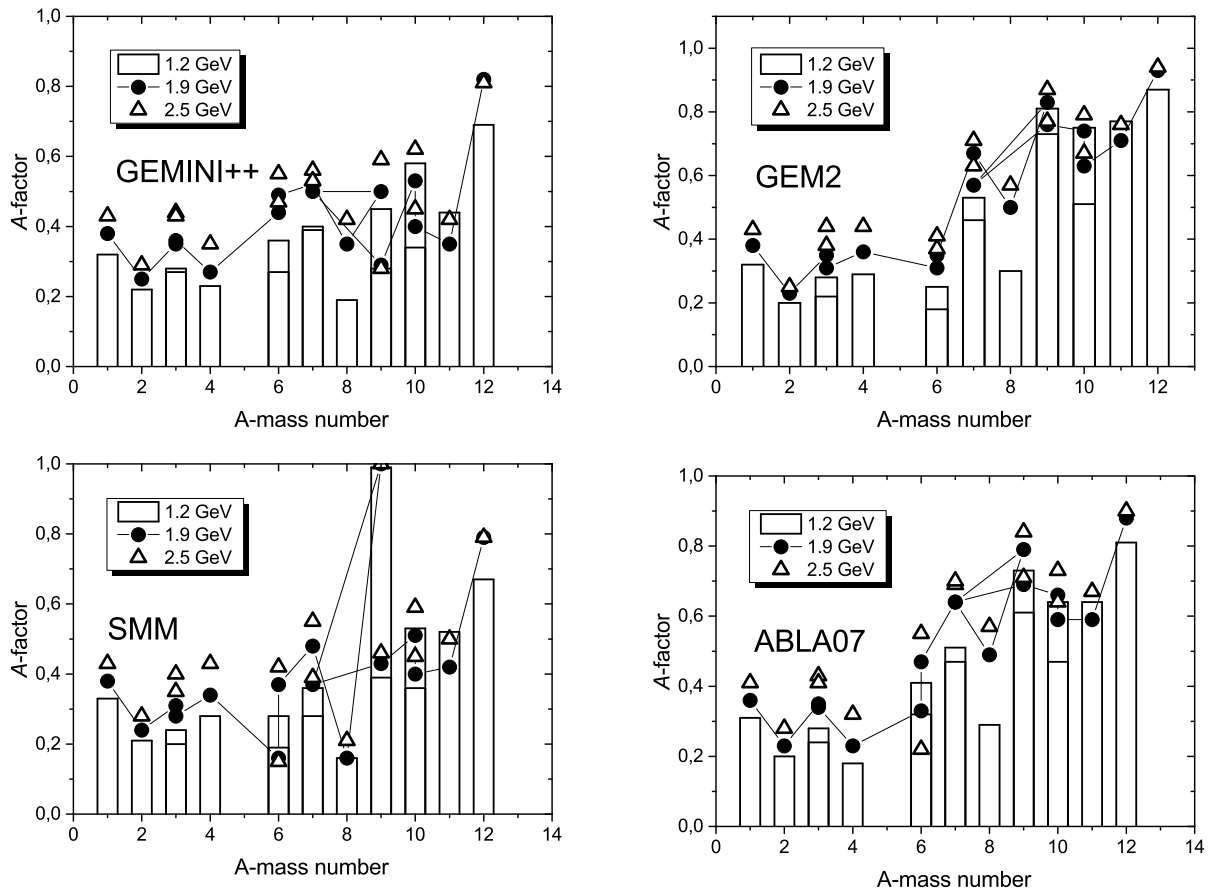 1,0
0,8
0,6
0,4
0,2
0,0
A-factor
1.2 GeV
1.9 GeV
2.5 GeV
GEMINI++
0 2 4 6 8 10 12 14
A-mass number
1,0
0,8
0,6
0,4
0,2
0,0
A-factor
1.2 GeV
1.9 GeV
2.5 GeV
GEM2
0 2 4 6 8 10 12 14
A-mass number
1,0
0,8
0,6
0,4
0,2
0,0
A-factor
1.2 GeV
1.9 GeV
2.5 GeV
SMM
0 2 4 6 8 10 12 14
A-mass number
1,0
0,8
0,6
0,4
0,2
0,0
A-factor
1.2 GeV
1.9 GeV
2.5 GeV
ABLA07
0 2 4 6 8 10 12 14
A-mass number